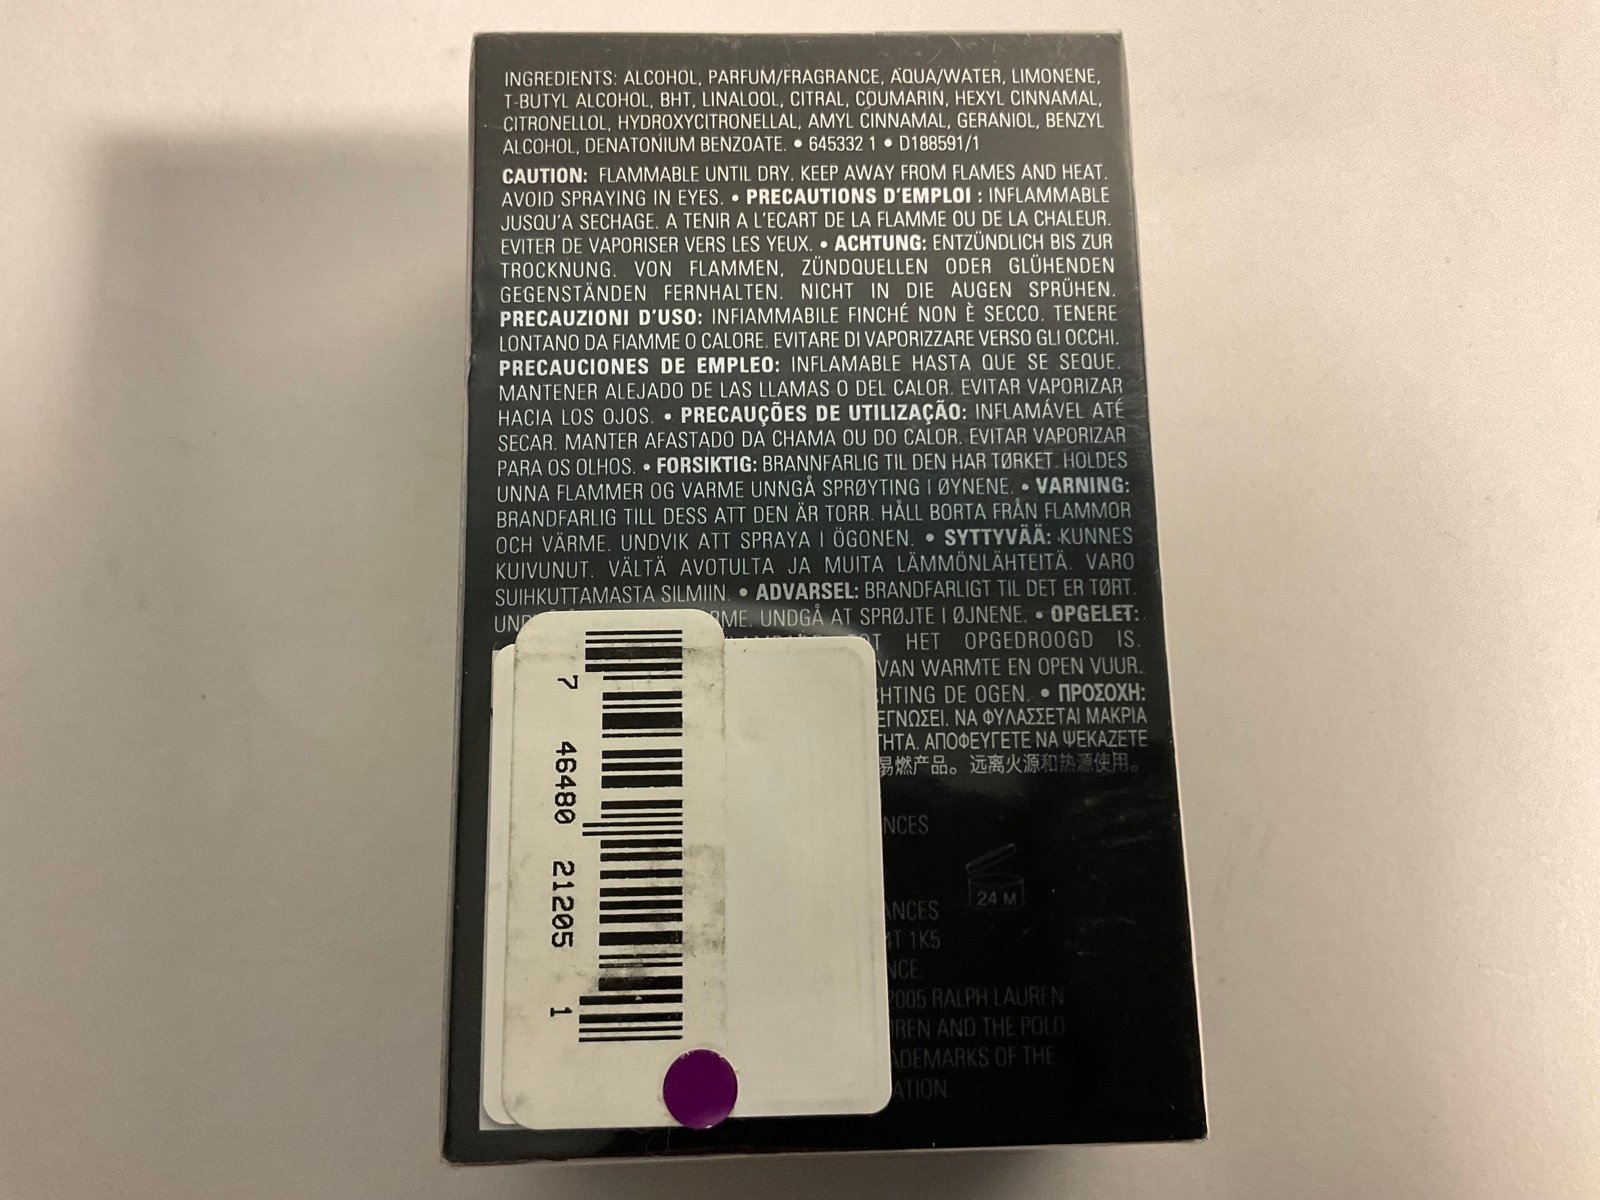 INGREDIENTS: ALCOHOL, PARFUM/FRAGRANCE, AQUA/WATER, LIMONENE,
T-BUTYL ALCOHOL, BHT, LINALOOL, CITRAL, COUMARIN, HEXYL CINNAMAL,
CITRONELLOL, HYDROXYCITRONELLAL, AMYL CINNAMAL, GERANIOL, BENZYL
ALCOHOL, DENATONIUM BENZOATE. • 645332 1 • D188591/1
CAUTION: FLAMMABLE UNTIL DRY. KEEP AWAY FROM FLAMES AND HEAT.
AVOID SPRAYING IN EYES. • PRECAUTIONS D'EMPLOI : INFLAMMABLE
JUSQU'A SECHAGE. A TENIR A L'ECART DE LA FLAMME OU DE LA CHALEUR.
EVITER DE VAPORISER VERS LES YEUX. • ACHTUNG: ENTZÜNDLICH BIS ZUR
TROCKNUNG. VON FLAMMEN, ZÜNDQUELLEN ODER GLÜHENDEN
GEGENSTÄNDEN FERNHALTEN. NICHT IN DIE AUGEN SPRÜHEN.
PRECAUZIONI D'USO: INFIAMMABILE FINCHÉ NON È SECCO. TENERE
LONTANO DA FIAMME O CALORE. EVITARE DI VAPORIZZARE VERSO GLI OCCHI.
PRECAUCIONES DE EMPLEO: INFLAMABLE HASTA QUE SE SEQUE.
MANTENER ALEJADO DE LAS LLAMAS O DEL CALOR. EVITAR VAPORIZAR
HACIA LOS OJOS. • PRECAUÇÕES DE UTILIZAÇÃO: INFLAMÁVEL ATÉ
SECAR. MANTER AFASTADO DA CHAMA OU DO CALOR. EVITAR VAPORIZAR
PARA OS OLHOS. • FORSIKTIG: BRANNFARLIG TIL DEN HAR TØRKET. HOLDES
UNNA FLAMMER OG VARME UNNGÅ SPRØYTING I ØYNENE. • VARNING:
BRANDFARLIG TILL DESS ATT DEN ÄR TORR. HÅLL BORTA FRÅN FLAMMOR
OCH VÄRME. UNDVIK ATT SPRAYA I ÖGONEN. • SYTTYVÄÄ: KUNNES
KUIVUNUT. VÄLTÄ AVOTULTA JA MUITA LÄMMÖNLÄHTEITÄ. VARO
SUIHKUTTAMASTA SILMIIN. • ADVARSEL: BRANDFARLIGT TIL DET ER TØRT.
RME. UNDGÅ AT SPRØJTE I ØJNENE. • OPGELET:
TOT HET OPGEDROOGD IS.
VAN WARMTE EN OPEN VUUR.
CHTING DE OGEN. • ΠΡΟΣΟΧΗ:
ΕΓΝΩΣΕΙ. ΝΑ ΦΥΛΑΣΣΕΤΑΙ ΜΑΚΡΙΑ
ΤΗΤΑ. ΑΠΟΦΕΥΓΕΤΕ ΝΑ ΨΕΚΑΖΕΤΕ
易燃产品。远离火源和热源使用。
NCES
24 M
ANCES
4T 1K5
NCE.
2005 RALPH LAUREN
REN AND THE POLO
ADEMARKS OF THE
ATION.
7 46480 21205 1